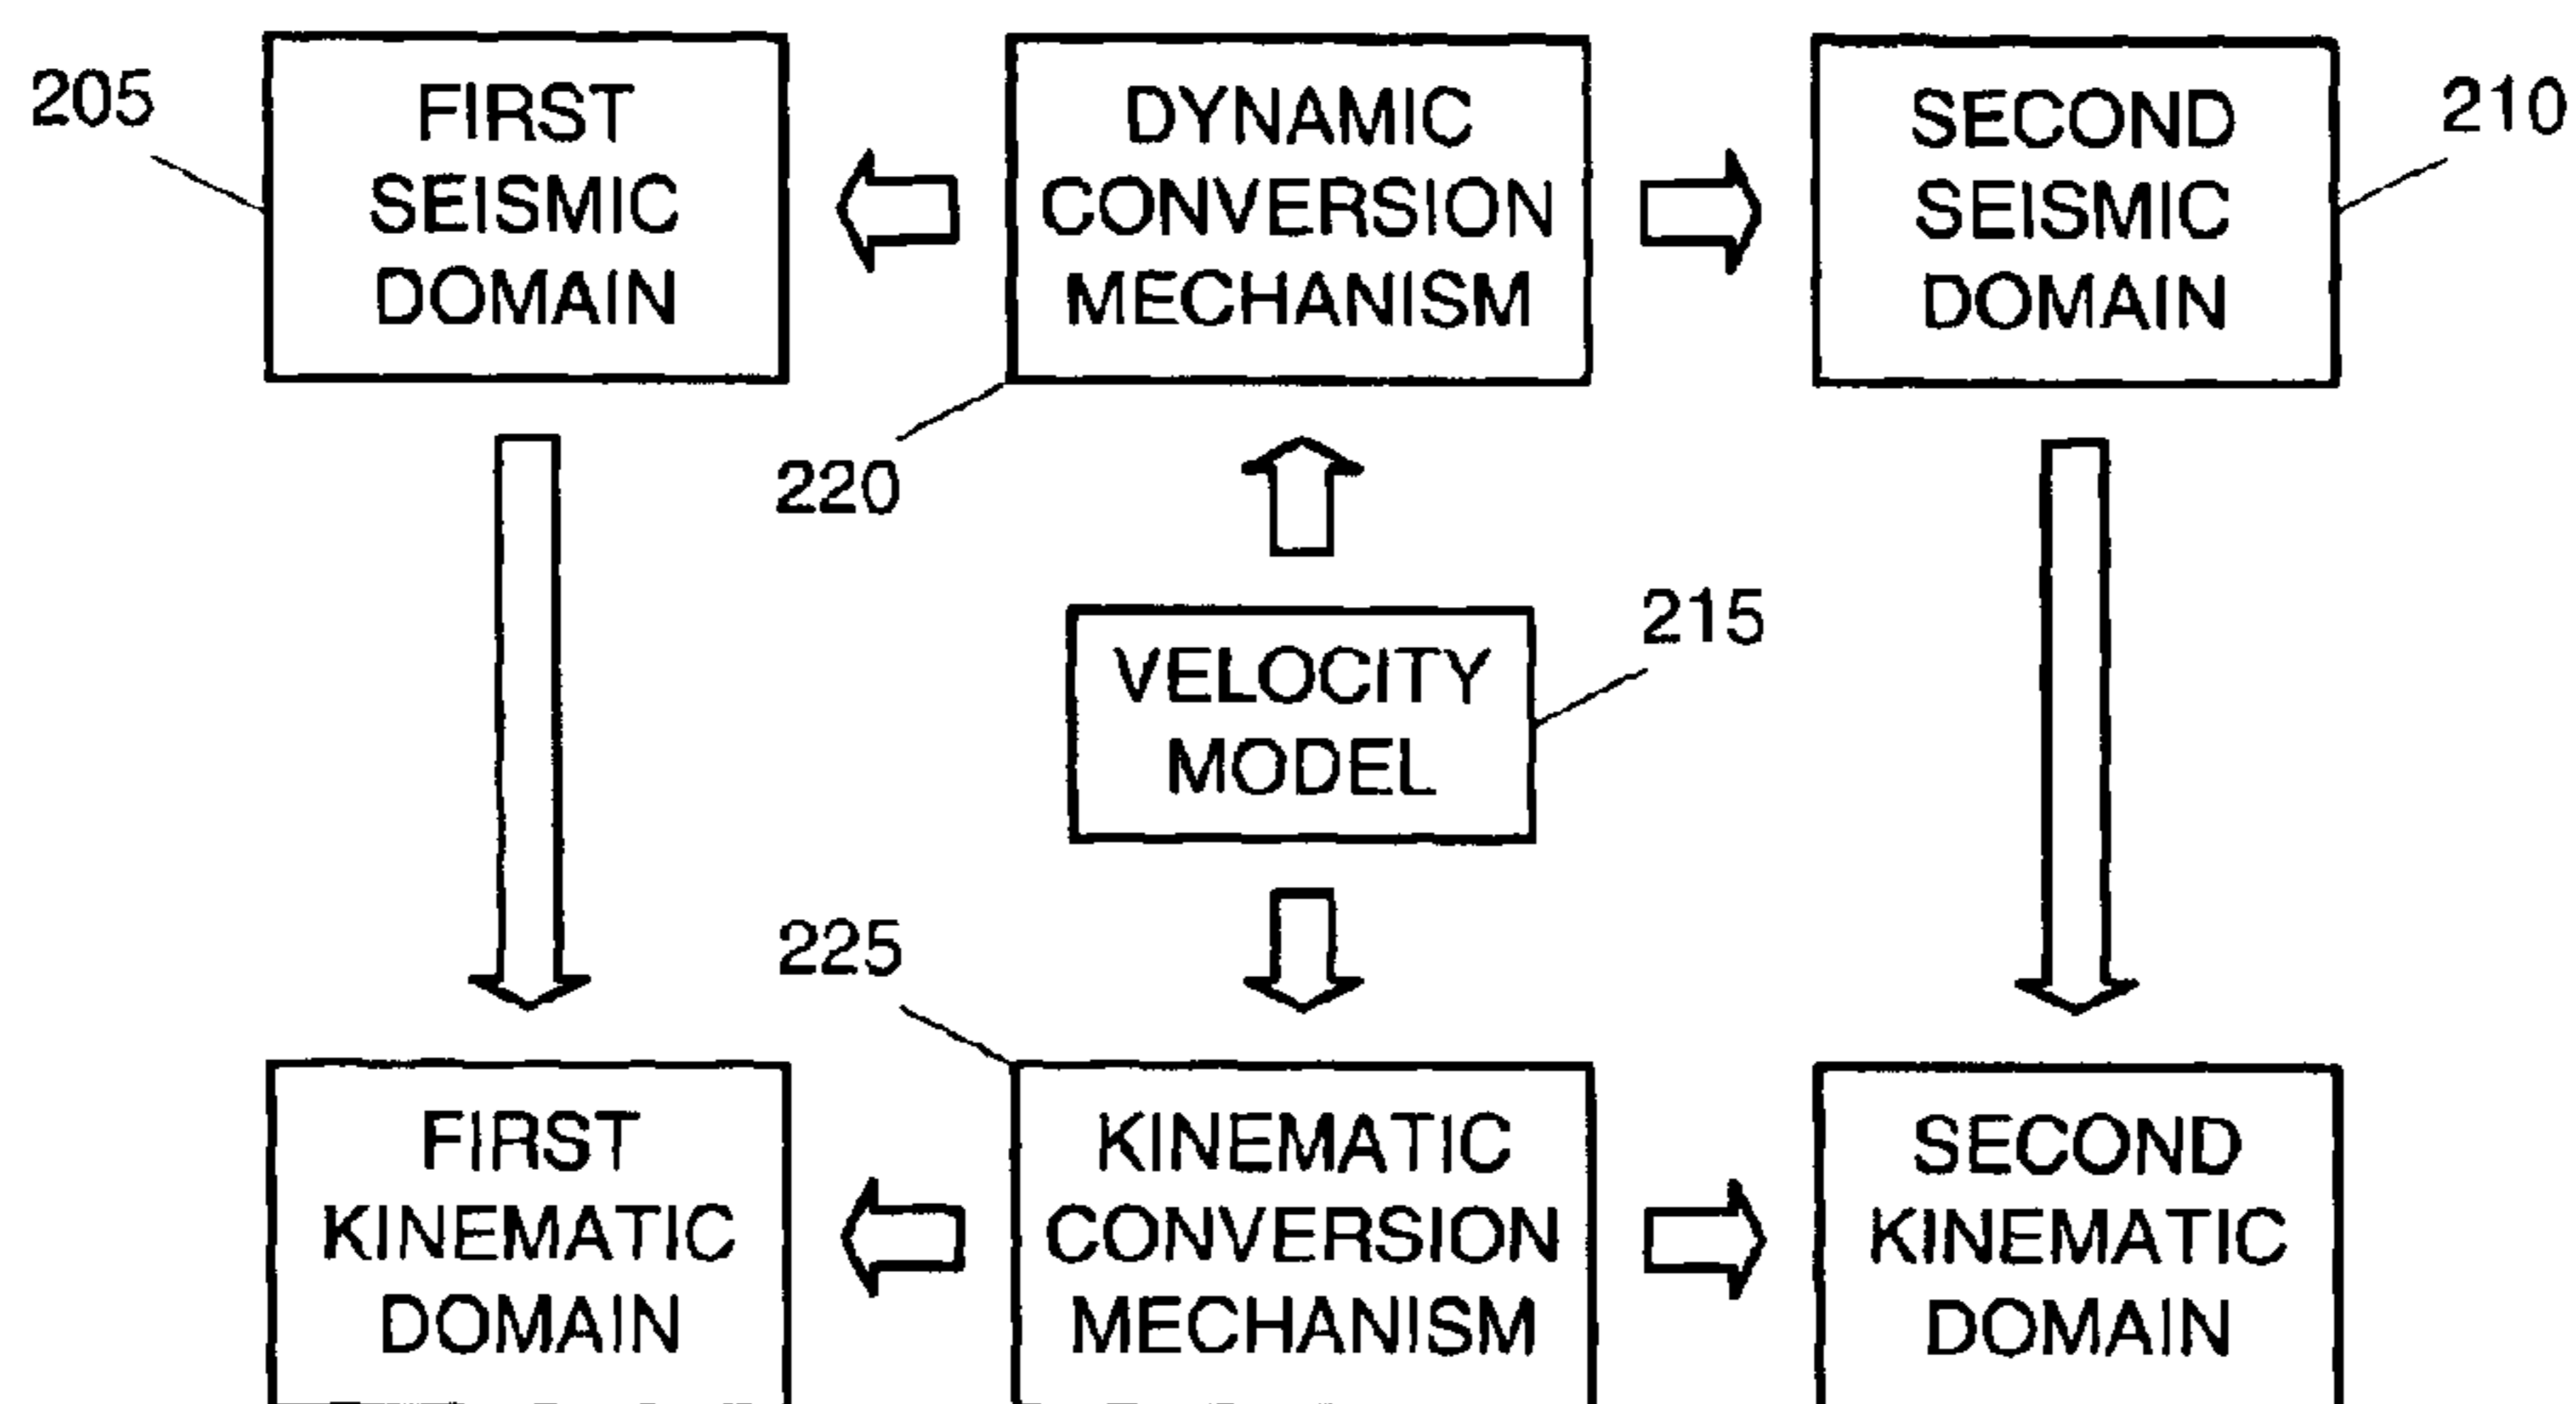 205
FIRST
SEISMIC
DOMAIN
DYNAMIC
CONVERSION
MECHANISM
SECOND
SEISMIC
DOMAIN
210
220
VELOCITY
MODEL
215
225
FIRST
KINEMATIC
DOMAIN
KINEMATIC
CONVERSION
MECHANISM
SECOND
KINEMATIC
DOMAIN